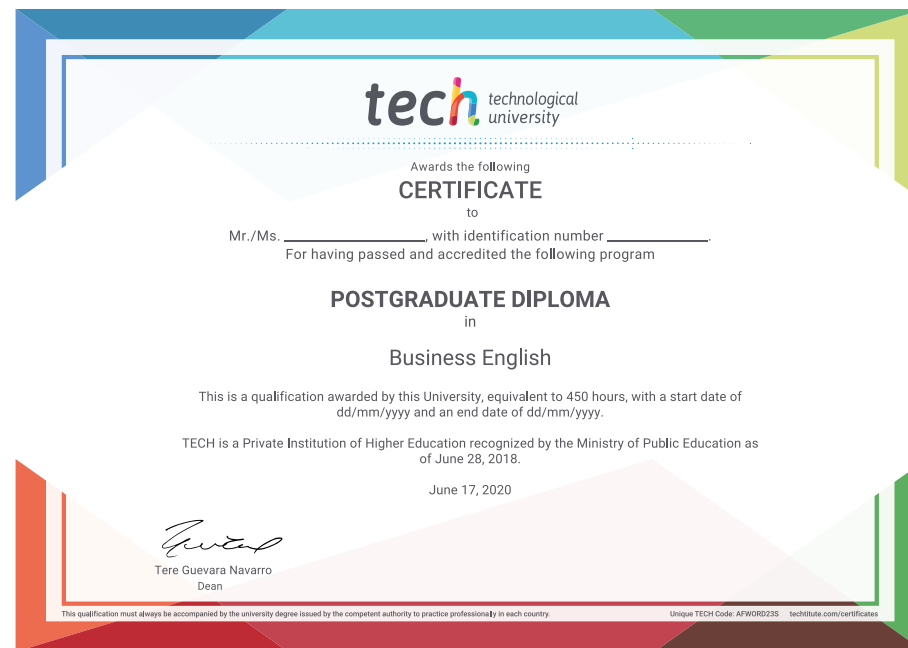 tech technological
university
Awards the following
CERTIFICATE
to
Mr./Ms. ____________________, with identification number ______________.
For having passed and accredited the following program
POSTGRADUATE DIPLOMA
in
Business English
This is a qualification awarded by this University, equivalent to 450 hours, with a start date of
dd/mm/yyyy and an end date of dd/mm/yyyy.
TECH is a Private Institution of Higher Education recognized by the Ministry of Public Education as
of June 28, 2018.
June 17, 2020
Tere Guevara Navarro
Dean
This qualification must always be accompanied by the university degree issued by the competent authority to practice professionally in each country. Unique TECH Code: AFWORD23S techtitute.com/certificates